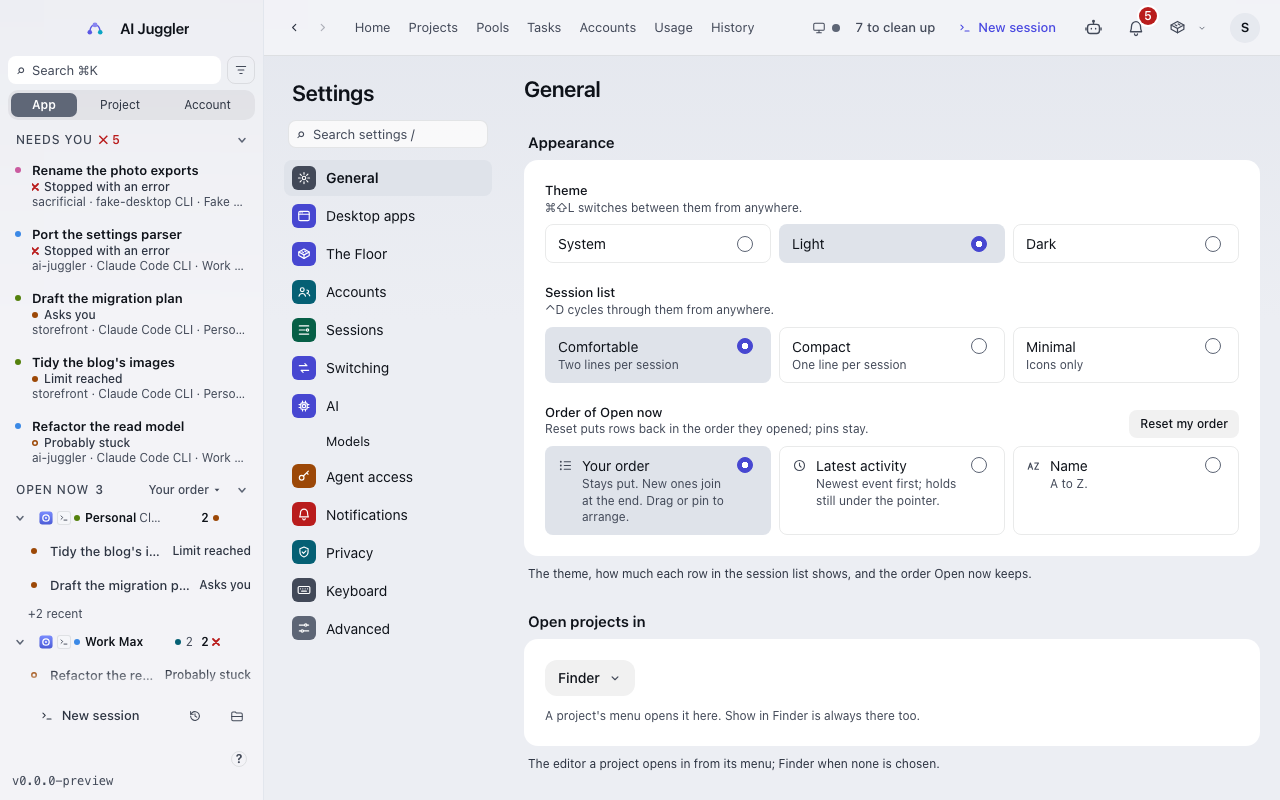 AI Juggler
Search ⌘K
App Project Account
NEEDS YOU 5
Rename the photo exports
Stopped with an error
sacrificial · fake-desktop CLI · Fake ...
Port the settings parser
Stopped with an error
ai-juggler · Claude Code CLI · Work ...
Draft the migration plan
Asks you
storefront · Claude Code CLI · Perso...
Tidy the blog's images
Limit reached
storefront · Claude Code CLI · Perso...
Refactor the read model
Probably stuck
ai-juggler · Claude Code CLI · Work ...
OPEN NOW 3 Your order
Personal Cl... 2
Tidy the blog's i... Limit reached
Draft the migration p... Asks you
+2 recent
Work Max 2 2
Refactor the re... Probably stuck
New session
?
v0.0.0-preview
Home Projects Pools Tasks Accounts Usage History 7 to clean up New session 5 S
Settings
Search settings /
General
Desktop apps
The Floor
Accounts
Sessions
Switching
AI
Models
Agent access
Notifications
Privacy
Keyboard
Advanced
General
Appearance
Theme
⌘⇧L switches between them from anywhere.
System Light Dark
Session list
^D cycles through them from anywhere.
Comfortable
Two lines per session
Compact
One line per session
Minimal
Icons only
Order of Open now
Reset puts rows back in the order they opened; pins stay.
Reset my order
Your order
Stays put. New ones join
at the end. Drag or pin to
arrange.
Latest activity
Newest event first; holds
still under the pointer.
AZ Name
A to Z.
The theme, how much each row in the session list shows, and the order Open now keeps.
Open projects in
Finder
A project's menu opens it here. Show in Finder is always there too.
The editor a project opens in from its menu; Finder when none is chosen.